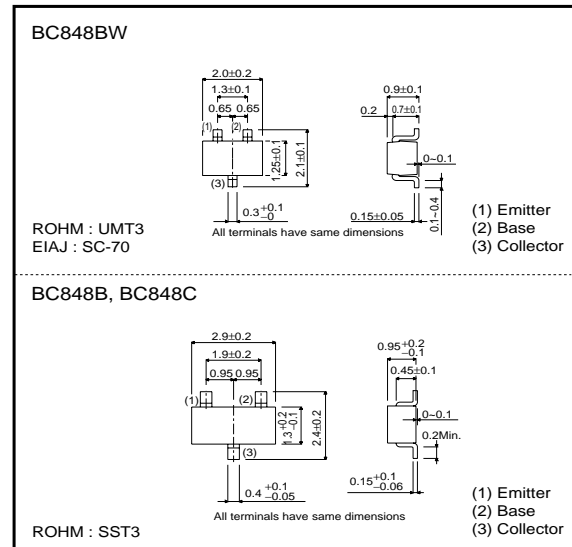 BC848BW
2.0±0.2
1.3±0.1
0.65 0.65
(1) (2)
(3)
1.25±0.1
2.1±0.1
0.3 +0.1 −0
All terminals have same dimensions
0.9±0.1
0.2 0.7±0.1
0~0.1
0.1~0.4
0.15±0.05
ROHM : UMT3
EIAJ : SC-70
(1) Emitter
(2) Base
(3) Collector
BC848B, BC848C
2.9±0.2
1.9±0.2
0.95 0.95
(1) (2)
(3)
1.3 +0.2 −0.1
2.4±0.2
0.4 +0.1 −0.05
All terminals have same dimensions
0.95 +0.2 −0.1
0.45±0.1
0~0.1
0.2Min.
0.15 +0.1 −0.06
ROHM : SST3
(1) Emitter
(2) Base
(3) Collector